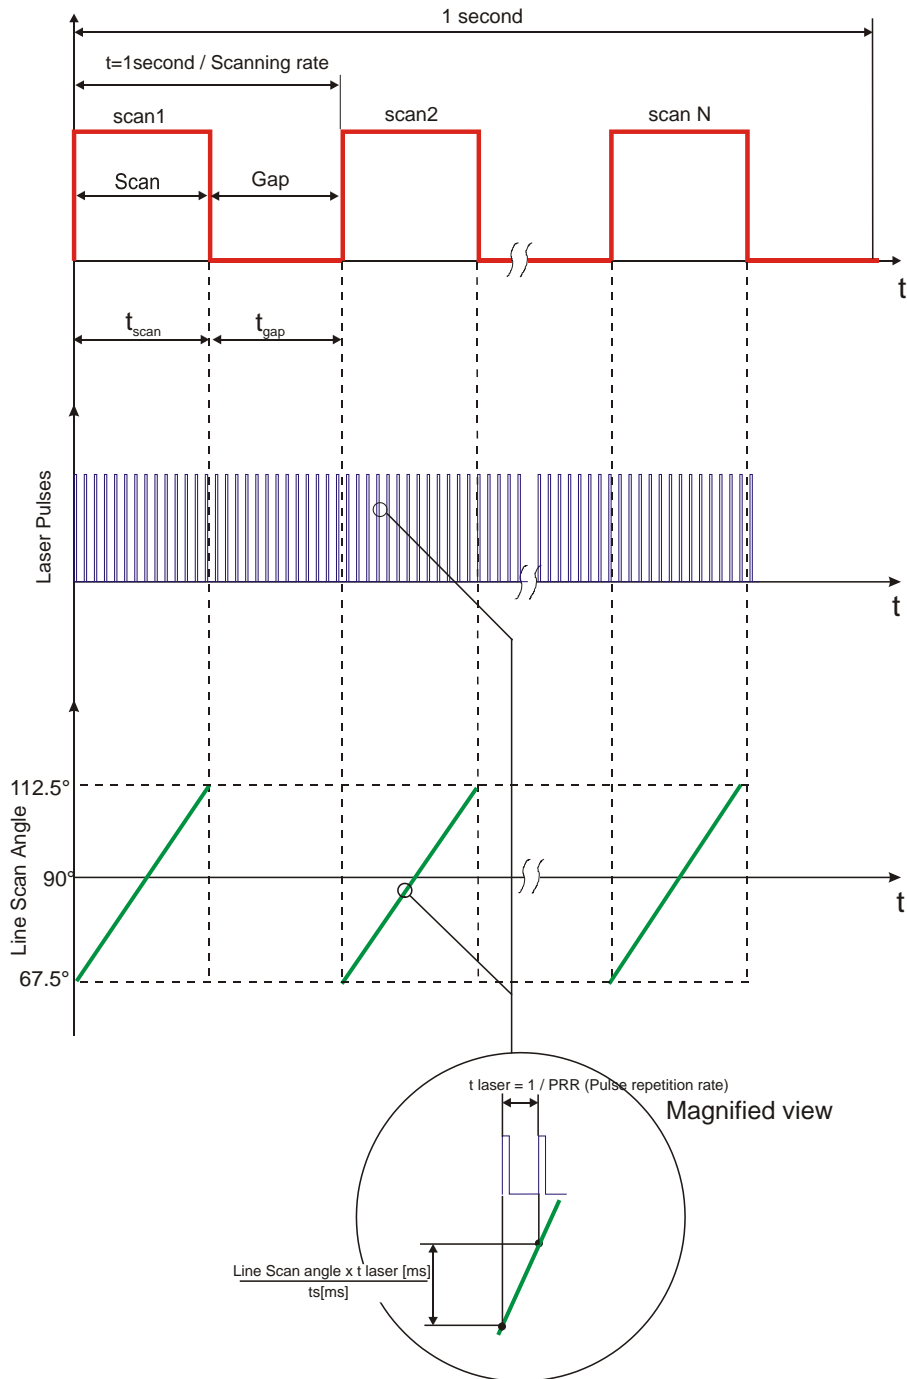 1 second
t=1second / Scanning rate
scan1
scan2
scan N
Scan
Gap
t
tscan
tgap
Laser Pulses
t
112.5°
Line Scan Angle
90°
t
67.5°
t laser = 1 / PRR (Pulse repetition rate)
Magnified view
Line Scan angle x t laser [ms]
ts[ms]